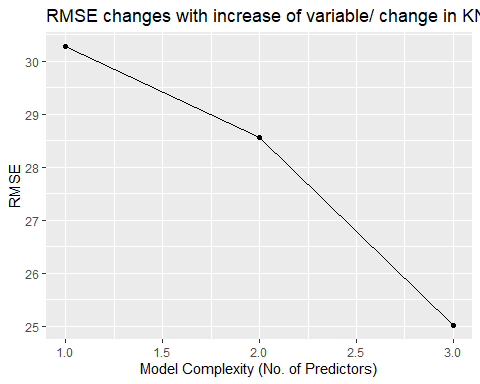 RMSE changes with increase of variable/ change in KN
30
29
28
27
26
25
RMSE
1.0 1.5 2.0 2.5 3.0
Model Complexity (No. of Predictors)